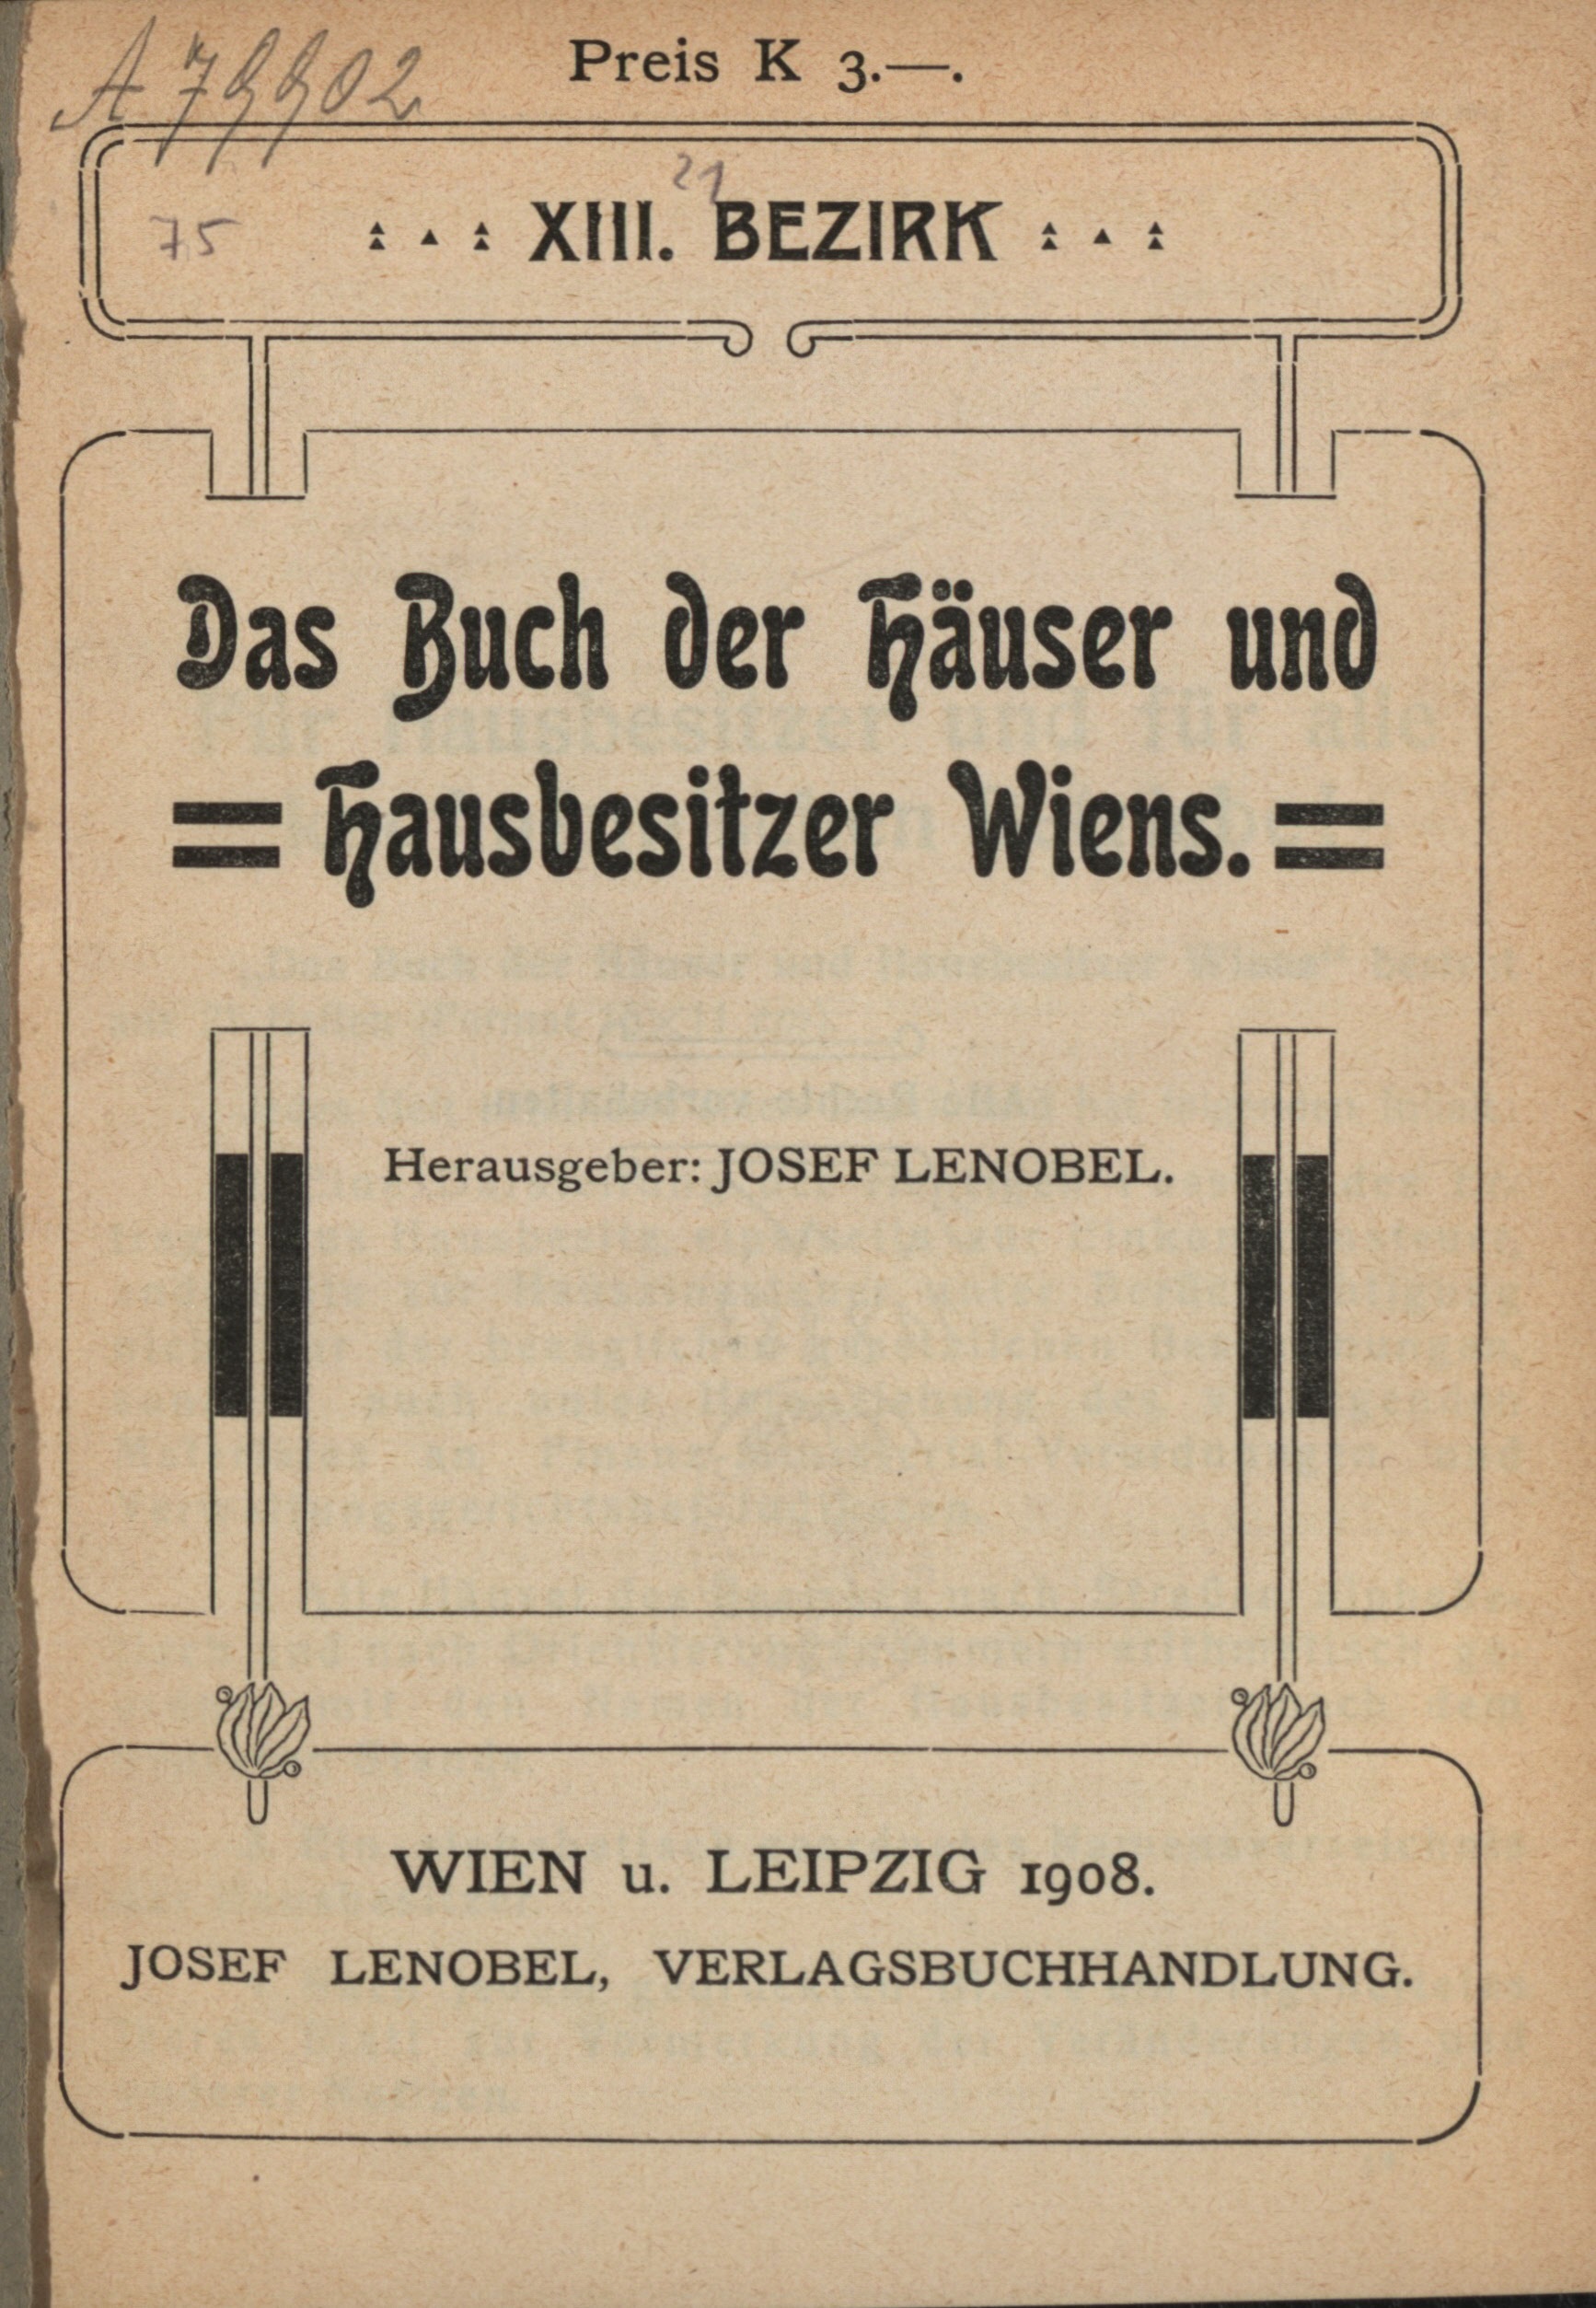 A 79902
Preis K 3.—.
21
75
XIII. BEZIRK
Das Buch der Häuser und
Hausbesitzer Wiens.
Herausgeber: JOSEF LENOBEL.
WIEN u. LEIPZIG 1908.
JOSEF LENOBEL, VERLAGSBUCHHANDLUNG.